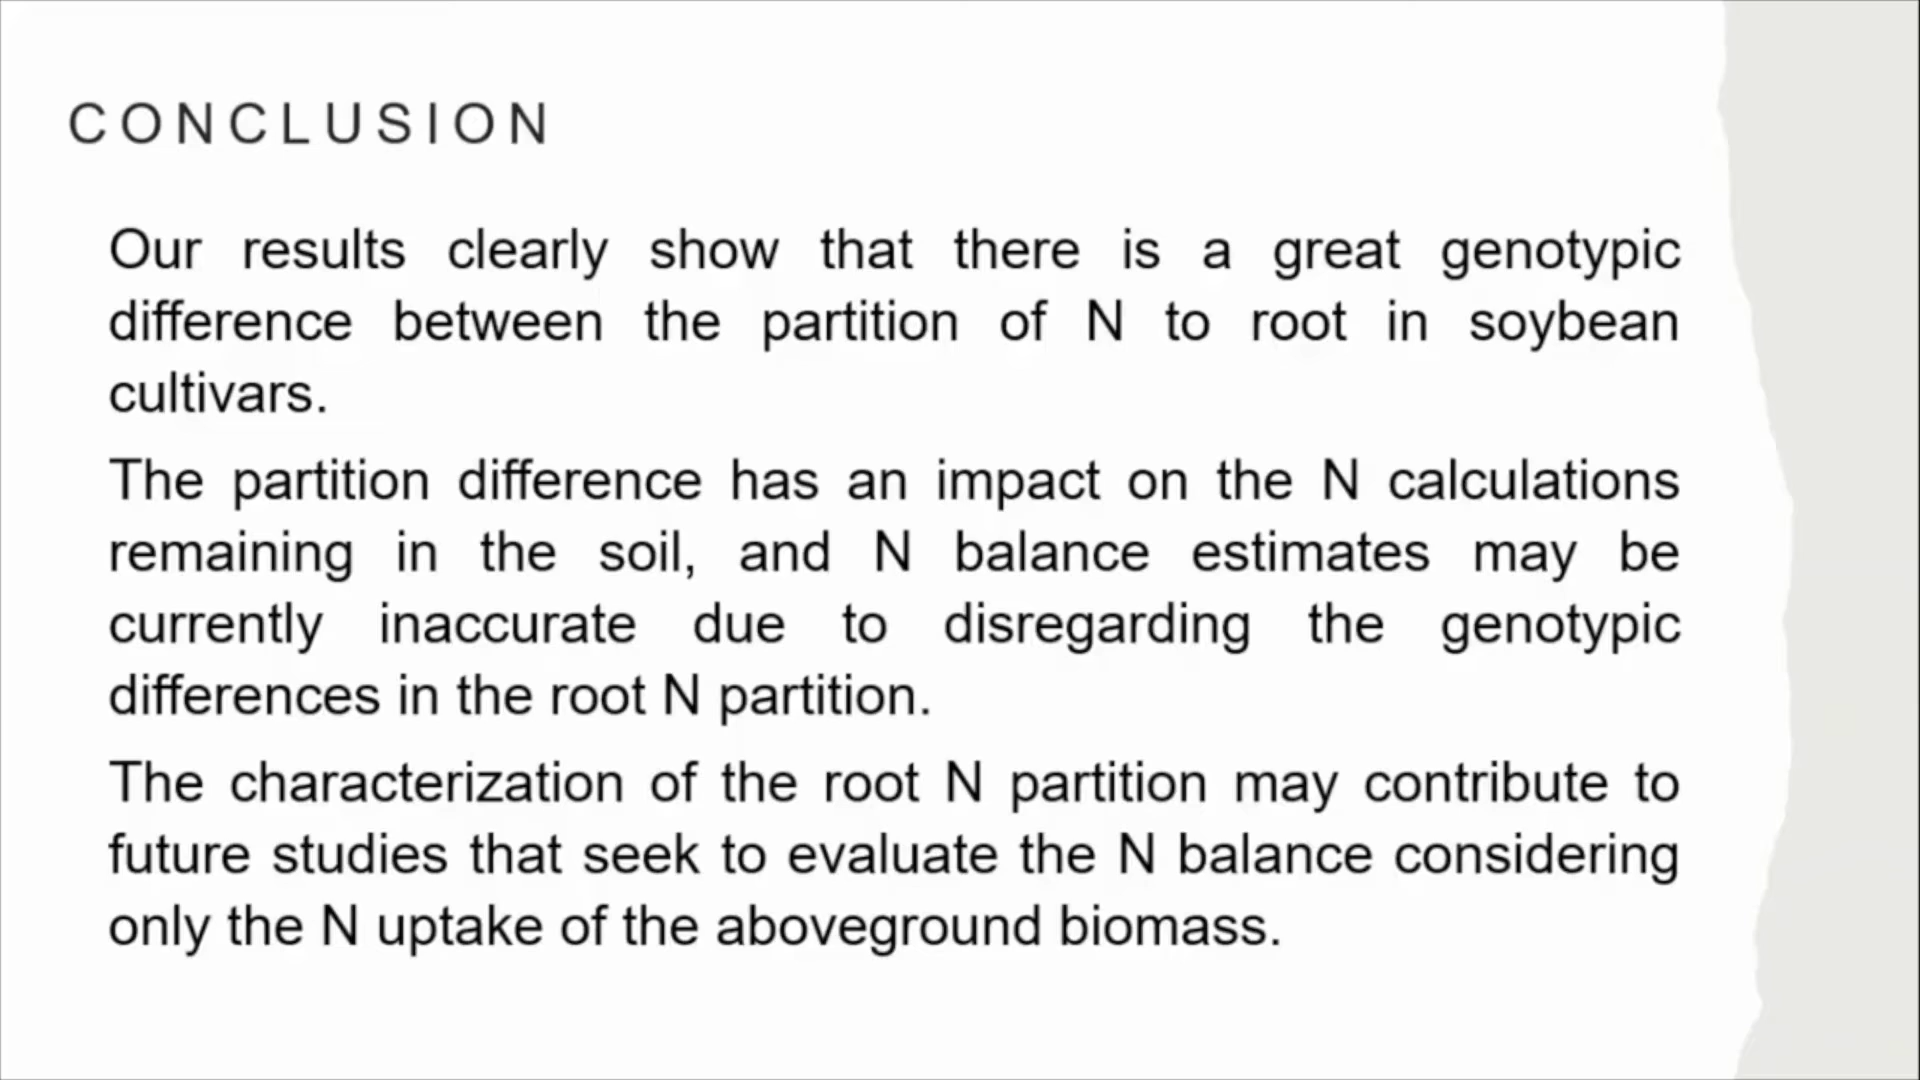 CONCLUSION
Our results clearly show that there is a great genotypic
difference between the partition of N to root in soybean
cultivars.
The partition difference has an impact on the N calculations
remaining in the soil, and N balance estimates may be
currently inaccurate due to disregarding the genotypic
differences in the root N partition.
The characterization of the root N partition may contribute to
future studies that seek to evaluate the N balance considering
only the N uptake of the aboveground biomass.